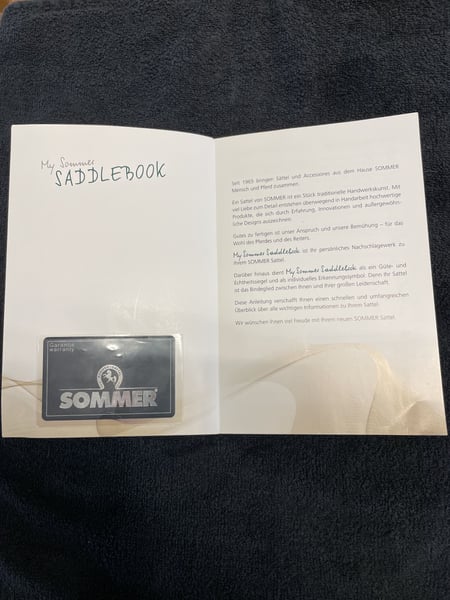 My Sommer
SADDLEBOOK
Garantie
warranty
SOMMER
Seit 1965 bringen Sättel und Accessoires aus dem Hause SOMMER
Mensch und Pferd zusammen.
Ein Sattel von SOMMER ist ein Stück traditionelle Handwerkskunst. Mit
viel Liebe zum Detail entstehen überwiegend in Handarbeit hochwertige
Produkte, die sich durch Erfahrung, Innovationen und außergewöhn-
liche Designs auszeichnen.
Gutes zu fertigen ist unser Anspruch und unsere Bemühung – für das
Wohl des Pferdes und des Reiters.
My Sommer Saddlebook ist Ihr persönliches Nachschlagewerk zu
Ihrem SOMMER Sattel.
Darüber hinaus dient My Sommer Saddlebook als ein Güte- und
Echtheitssiegel und als individuelles Erkennungssymbol. Denn Ihr Sattel
ist das Bindeglied zwischen Ihnen und Ihrer großen Leidenschaft.
Diese Anleitung verschafft Ihnen einen schnellen und umfangreichen
Überblick über alle wichtigen Informationen zu Ihrem Sattel.
Wir wünschen Ihnen viel Freude mit Ihrem neuen SOMMER Sattel.